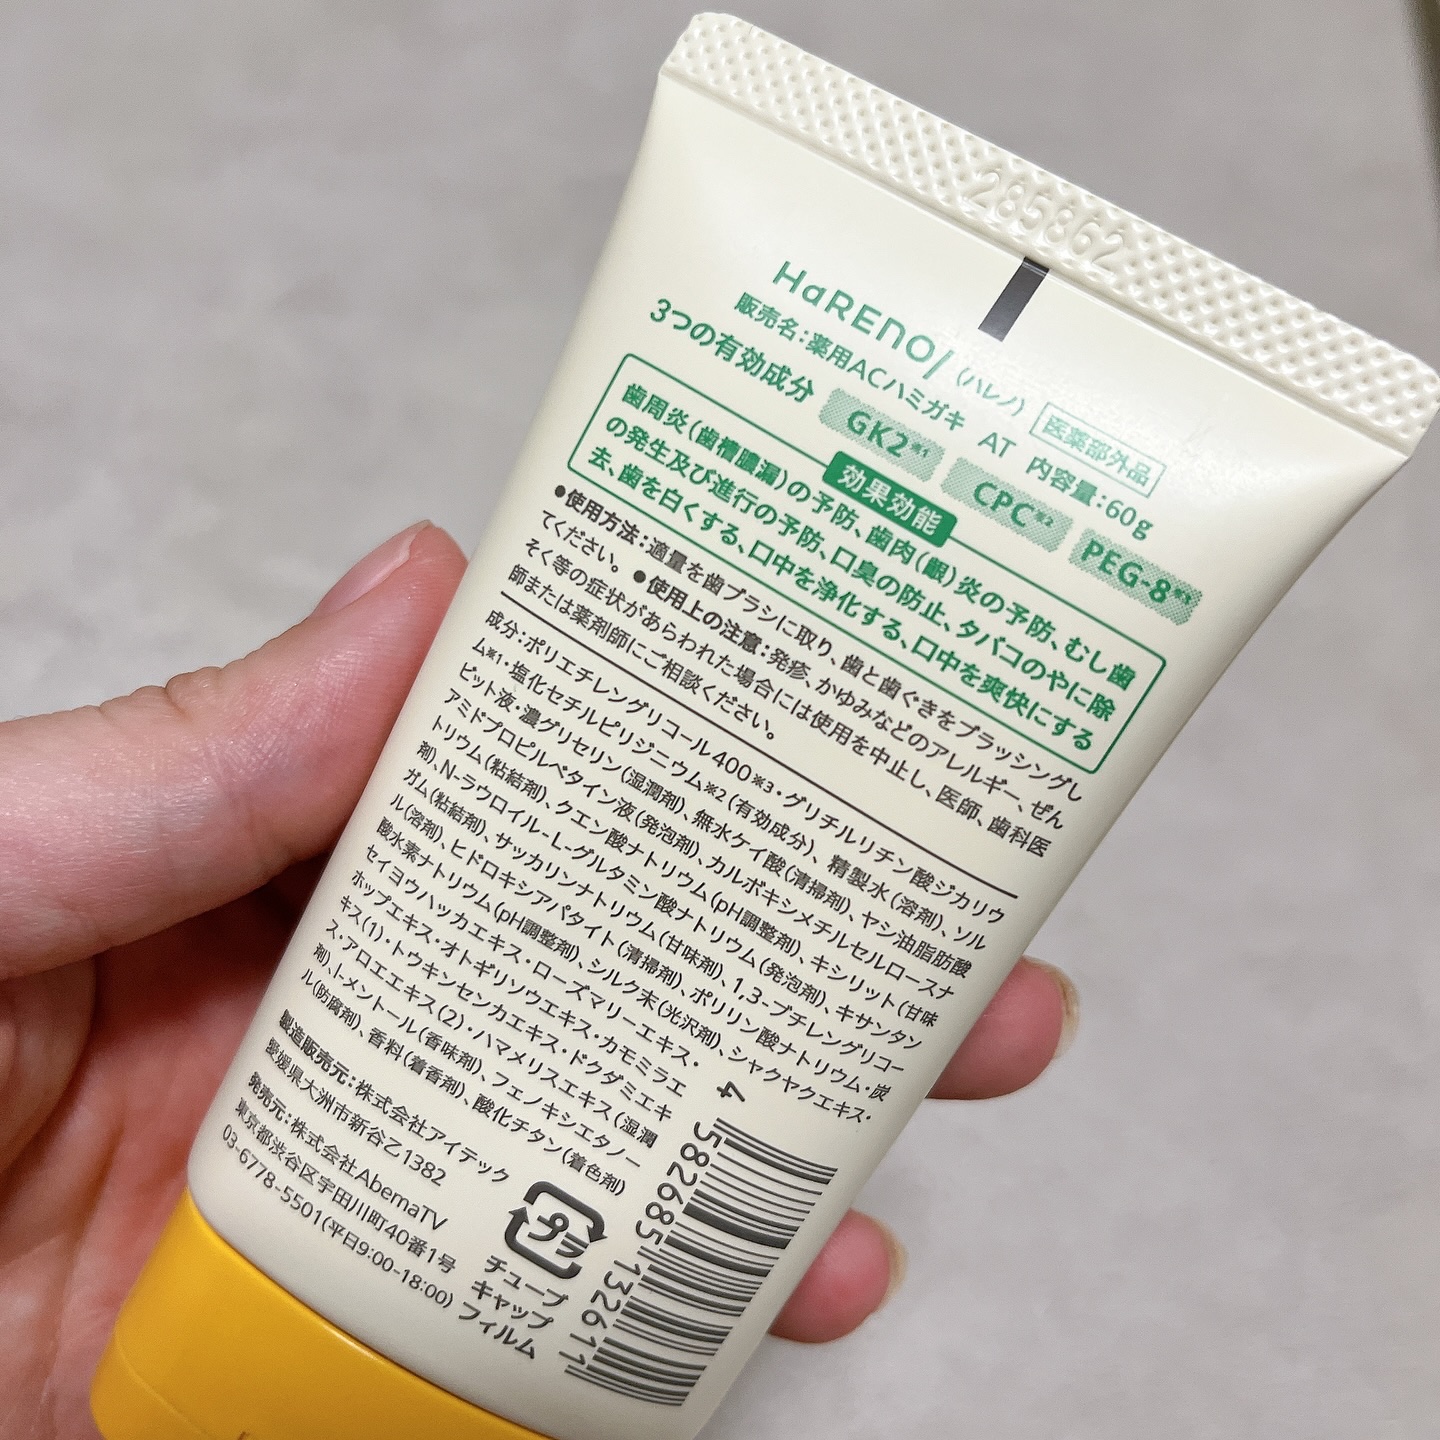 285862
HaRENO/ (ハレノ) 医薬部外品
販売名：薬用ACハミガキ AT 内容量：60g
3つの有効成分 GK2※1 CPC※2 PEG-8※3
効果効能
歯周炎（歯槽膿漏）の予防、歯肉（齦）炎の予防、むし歯
の発生及び進行の予防、口臭の防止、タバコのやに除
去、歯を白くする、口中を浄化する、口中を爽快にする
●使用方法：適量を歯ブラシに取り、歯と歯ぐきをブラッシングし
てください。 ●使用上の注意：発疹、かゆみなどのアレルギー、ぜん
そく等の症状があらわれた場合には使用を中止し、医師、歯科医
師または薬剤師にご相談ください。
成分：ポリエチレングリコール400※3・グリチルリチン酸ジカリウ
ム※1・塩化セチルピリジニウム※2（有効成分）、精製水（溶剤）、ソル
ビット液・濃グリセリン（湿潤剤）、無水ケイ酸（清掃剤）、ヤシ油脂肪酸
アミドプロピルベタイン液（発泡剤）、カルボキシメチルセルロースナ
トリウム（粘結剤）、クエン酸ナトリウム（pH調整剤）、キシリット（甘味
剤）、N-ラウロイル-L-グルタミン酸ナトリウム（発泡剤）、キサンタン
ガム（粘結剤）、サッカリンナトリウム（甘味剤）、1,3-ブチレングリコー
ル（溶剤）、ヒドロキシアパタイト（清掃剤）、ポリリン酸ナトリウム・炭
酸水素ナトリウム（pH調整剤）、シルク末（光沢剤）、シャクヤクエキス・
セイヨウハッカエキス・ローズマリーエキス・
ホップエキス・オトギリソウエキス・カモミラエ
キス(1)・トウキンセンカエキス・ドクダミエキ
ス・アロエエキス(2)・ハマメリスエキス（湿潤
剤）、l-メントール（香味剤）、フェノキシエタノー
ル（防腐剤）、香料（着香剤）、酸化チタン（着色剤）
製造販売元：株式会社アイテック
愛媛県大洲市新谷乙1382
発売元：株式会社AbemaTV
東京都渋谷区宇田川町40番1号
03-6778-5501（平日9:00-18:00）
プラ
チューブ
キャップ
フィルム
4 582685 132611